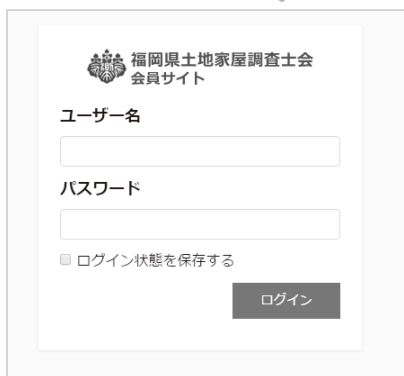 福岡県土地家屋調査士会
会員サイト
ユーザー名
パスワード
ログイン状態を保存する
ログイン